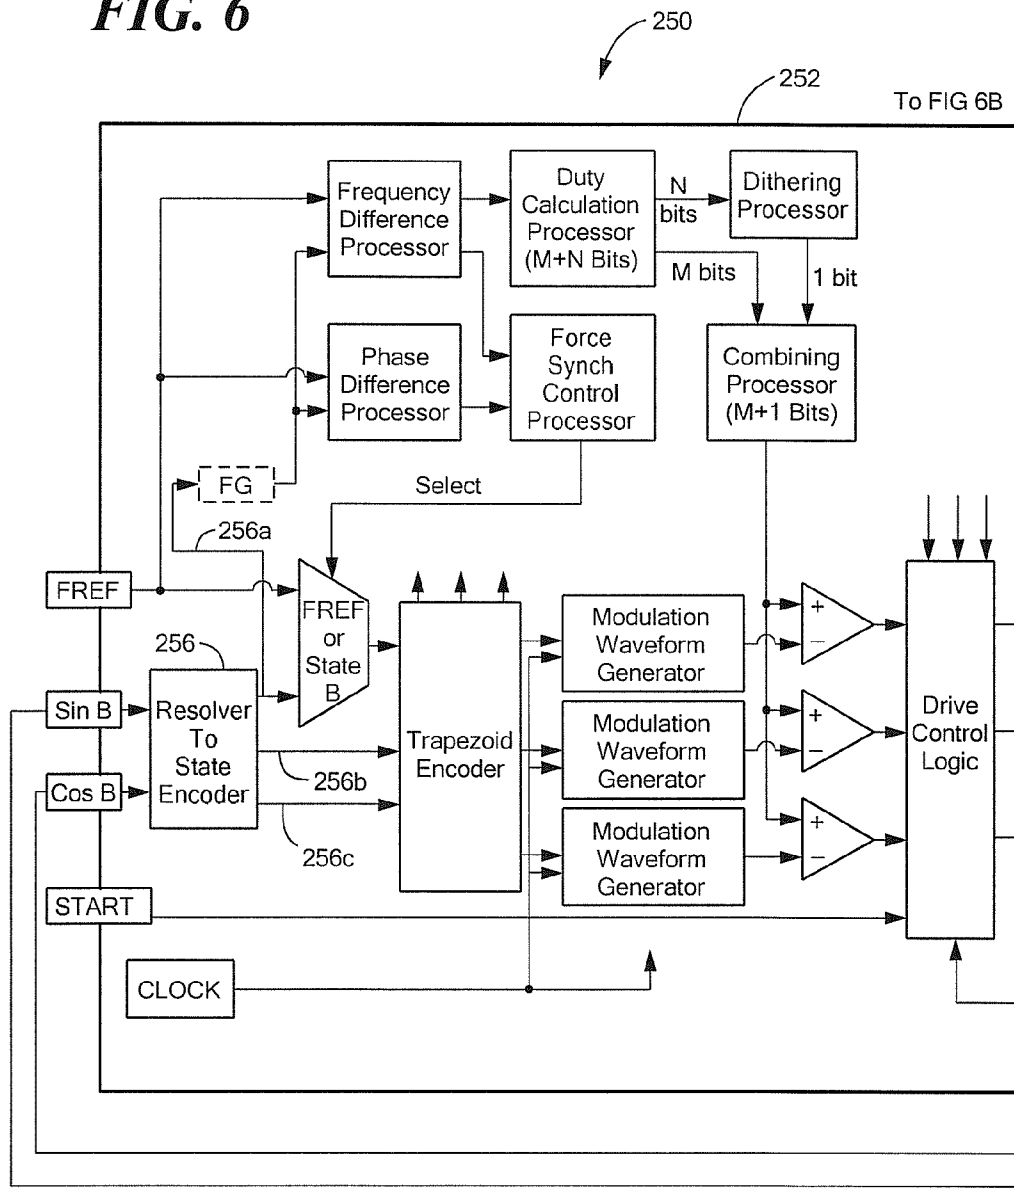 FIG. 6
250
252
To FIG 6B
Frequency
Difference
Processor
Duty
Calculation
Processor
(M+N Bits)
N
bits
Dithering
Processor
M bits
1 bit
Phase
Difference
Processor
Force
Synch
Control
Processor
Combining
Processor
(M+1 Bits)
FG
Select
256a
FREF
FREF
or
State
B
256
Sin B
Cos B
Resolver
To
State
Encoder
256b
256c
Trapezoid
Encoder
Modulation
Waveform
Generator
Modulation
Waveform
Generator
Modulation
Waveform
Generator
+
−
+
−
+
−
Drive
Control
Logic
START
CLOCK